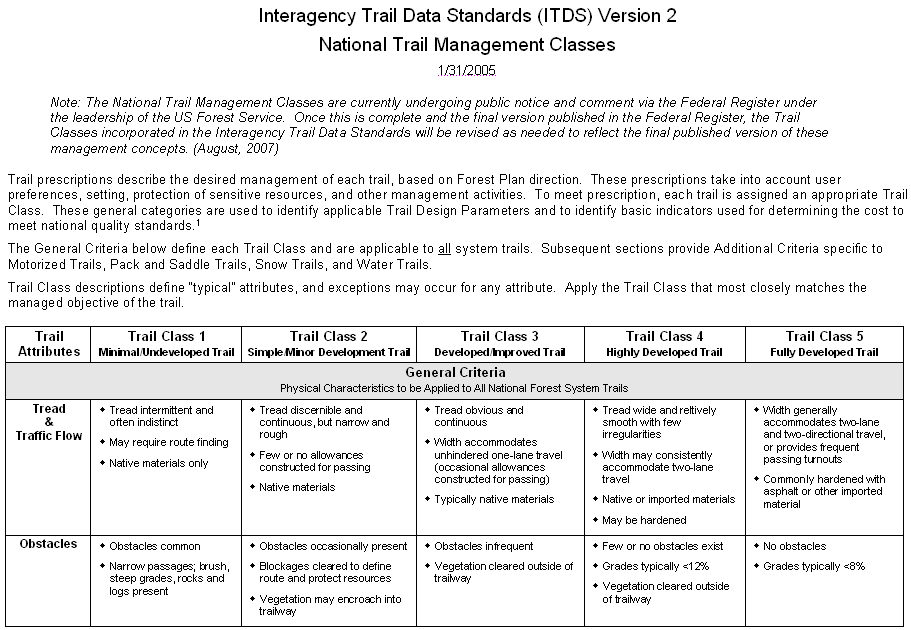 Interagency Trail Data Standards (ITDS) Version 2
National Trail Management Classes
1/31/2005
Note: The National Trail Management Classes are currently undergoing public notice and comment via the Federal Register under
the leadership of the US Forest Service. Once this is complete and the final version published in the Federal Register, the Trail
Classes incorporated in the Interagency Trail Data Standards will be revised as needed to reflect the final published version of these
management concepts. (August, 2007)
Trail prescriptions describe the desired management of each trail, based on Forest Plan direction. These prescriptions take into account user
preferences, setting, protection of sensitive resources, and other management activities. To meet prescription, each trail is assigned an appropriate Trail
Class. These general categories are used to identify applicable Trail Design Parameters and to identify basic indicators used for determining the cost to
meet national quality standards.1
The General Criteria below define each Trail Class and are applicable to all system trails. Subsequent sections provide Additional Criteria specific to
Motorized Trails, Pack and Saddle Trails, Snow Trails, and Water Trails.
Trail Class descriptions define "typical" attributes, and exceptions may occur for any attribute. Apply the Trail Class that most closely matches the
managed objective of the trail.
Trail
Attributes
Trail Class 1
Minimal/Undeveloped Trail
Trail Class 2
Simple/Minor Development Trail
Trail Class 3
Developed/Improved Trail
Trail Class 4
Highly Developed Trail
Trail Class 5
Fully Developed Trail
General Criteria
Physical Characteristics to be Applied to All National Forest System Trails
Tread
&
Traffic Flow
◆ Tread intermittent and
often indistinct
◆ May require route finding
◆ Native materials only
◆ Tread discernible and
continuous, but narrow and
rough
◆ Few or no allowances
constructed for passing
◆ Native materials
◆ Tread obvious and
continuous
◆ Width accommodates
unhindered one-lane travel
(occasional allowances
constructed for passing)
◆ Typically native materials
◆ Tread wide and reltively
smooth with few
irregularities
◆ Width may consistently
accommodate two-lane
travel
◆ Native or imported materials
◆ May be hardened
◆ Width generally
accommodates two-lane
and two-directional travel,
or provides frequent
passing turnouts
◆ Commonly hardened with
asphalt or other imported
material
Obstacles
◆ Obstacles common
◆ Narrow passages; brush,
steep grades, rocks and
logs present
◆ Obstacles occasionally present
◆ Blockages cleared to define
route and protect resources
◆ Vegetation may encroach into
trailway
◆ Obstacles infrequent
◆ Vegetation cleared outside of
trailway
◆ Few or no obstacles exist
◆ Grades typically <12%
◆ Vegetation cleared outside
of trailway
◆ No obstacles
◆ Grades typically <8%